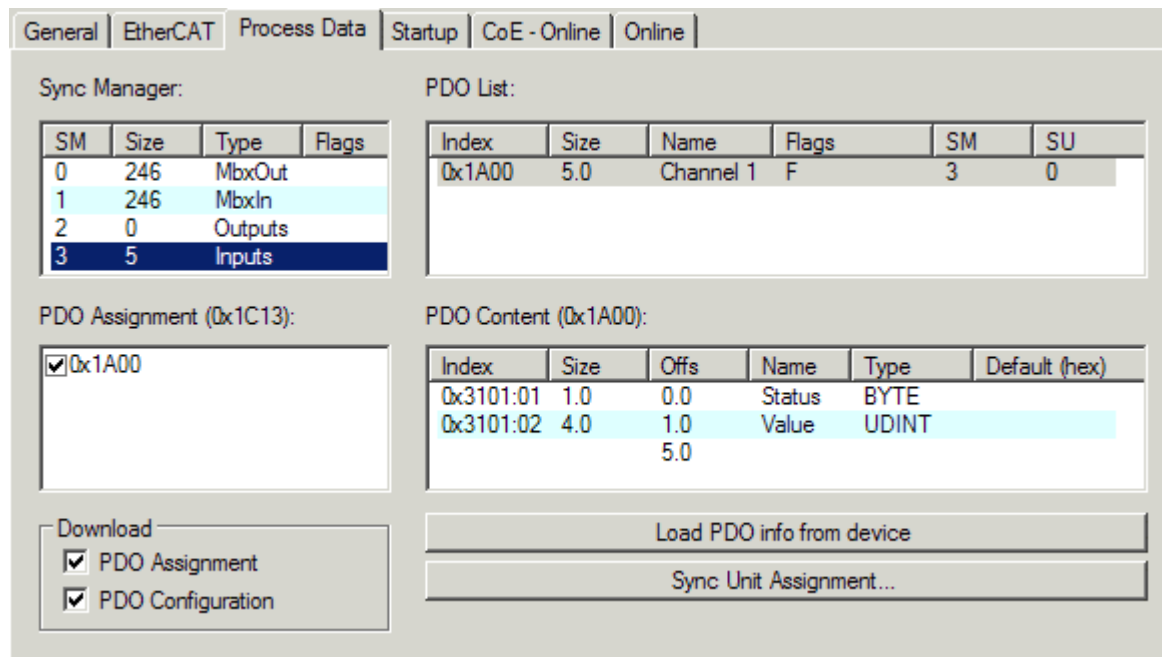 General EtherCAT Process Data Startup CoE - Online Online
Sync Manager:
SM Size Type Flags
0 246 MbxOut
1 246 MbxIn
2 0 Outputs
3 5 Inputs
PDO List:
Index Size Name Flags SM SU
0x1A00 5.0 Channel 1 F 3 0
PDO Assignment (0x1C13):
0x1A00
PDO Content (0x1A00):
Index Size Offs Name Type Default (hex)
0x3101:01 1.0 0.0 Status BYTE
0x3101:02 4.0 1.0 Value UDINT
5.0
Download
PDO Assignment
PDO Configuration
Load PDO info from device
Sync Unit Assignment...